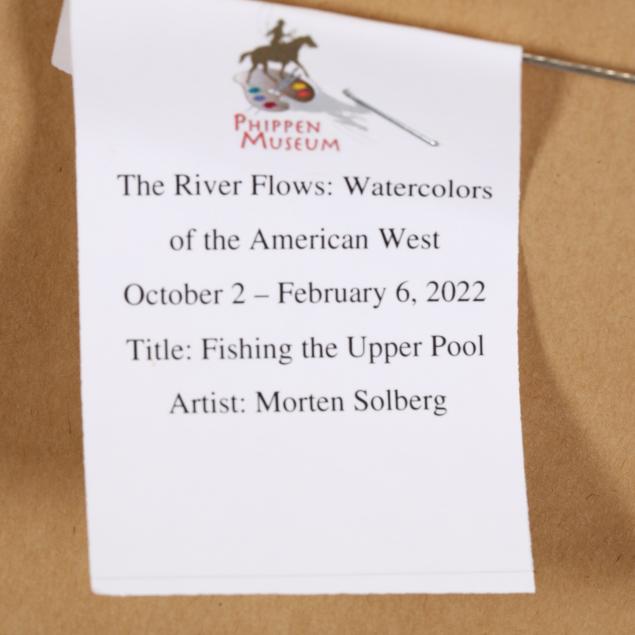 PHIPPEN
MUSEUM
The River Flows: Watercolors
of the American West
October 2 – February 6, 2022
Title: Fishing the Upper Pool
Artist: Morten Solberg